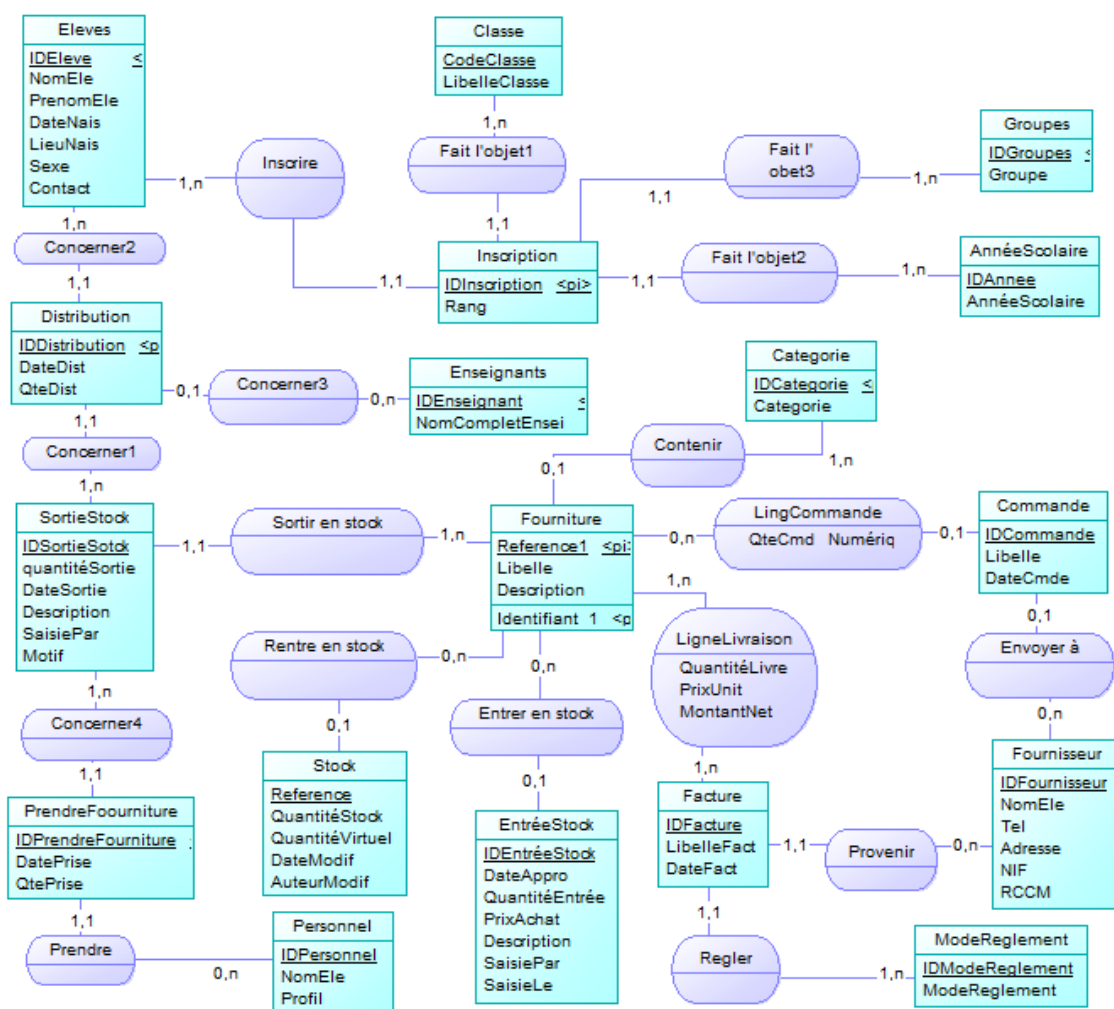 Eleves
IDEleve <
NomEle
PrenomEle
DateNais
LieuNais
Sexe
Contact
1,n
1,n
Inscrire
1,1
Classe
CodeClasse
LibelleClasse
1,n
Fait l'objet1
1,1
Fait l'
obet3
1,1
1,n
Groupes
IDGroupes <
Groupe
Inscription
IDInscription <pi>
Rang
1,1
Fait l'objet2
1,n
AnnéeScolaire
IDAnnee
AnnéeScolaire
Concerner2
1,1
Distribution
IDDistribution <p
DateDist
QteDist
0,1
Concerner3
0,n
Enseignants
IDEnseignant <
NomCompletEnsei
Categorie
IDCategorie <
Categorie
1,n
Contenir
0,1
1,1
Concerner1
1,n
SortieStock
IDSortieSotck
quantitéSortie
DateSortie
Description
SaisiePar
Motif
1,1
Sortir en stock
1,n
Fourniture
Reference1 <pi>
Libelle
Description
Identifiant 1 <p
0,n
LingCommande
QteCmd Numériq
0,1
Commande
IDCommande
Libelle
DateCmde
0,1
Envoyer à
0,n
1,n
LigneLivraison
QuantitéLivre
PrixUnit
MontantNet
1,n
Rentre en stock
0,n
0,1
0,n
Entrer en stock
0,1
1,n
Concerner4
1,1
Stock
Reference
QuantitéStock
QuantitéVirtuel
DateModif
AuteurModif
EntréeStock
IDEntréeStock
DateAppro
QuantitéEntrée
PrixAchat
Description
SaisiePar
SaisieLe
Facture
IDFacture
LibelleFact
DateFact
1,1
Provenir
0,n
Fournisseur
IDFournisseur
NomEle
Tel
Adresse
NIF
RCCM
PrendreFoourniture
IDPrendreFourniture
DatePrise
QtePrise
1,1
Prendre
0,n
Personnel
IDPersonnel
NomEle
Profil
1,1
Regler
1,n
ModeReglement
IDModeReglement
ModeReglement